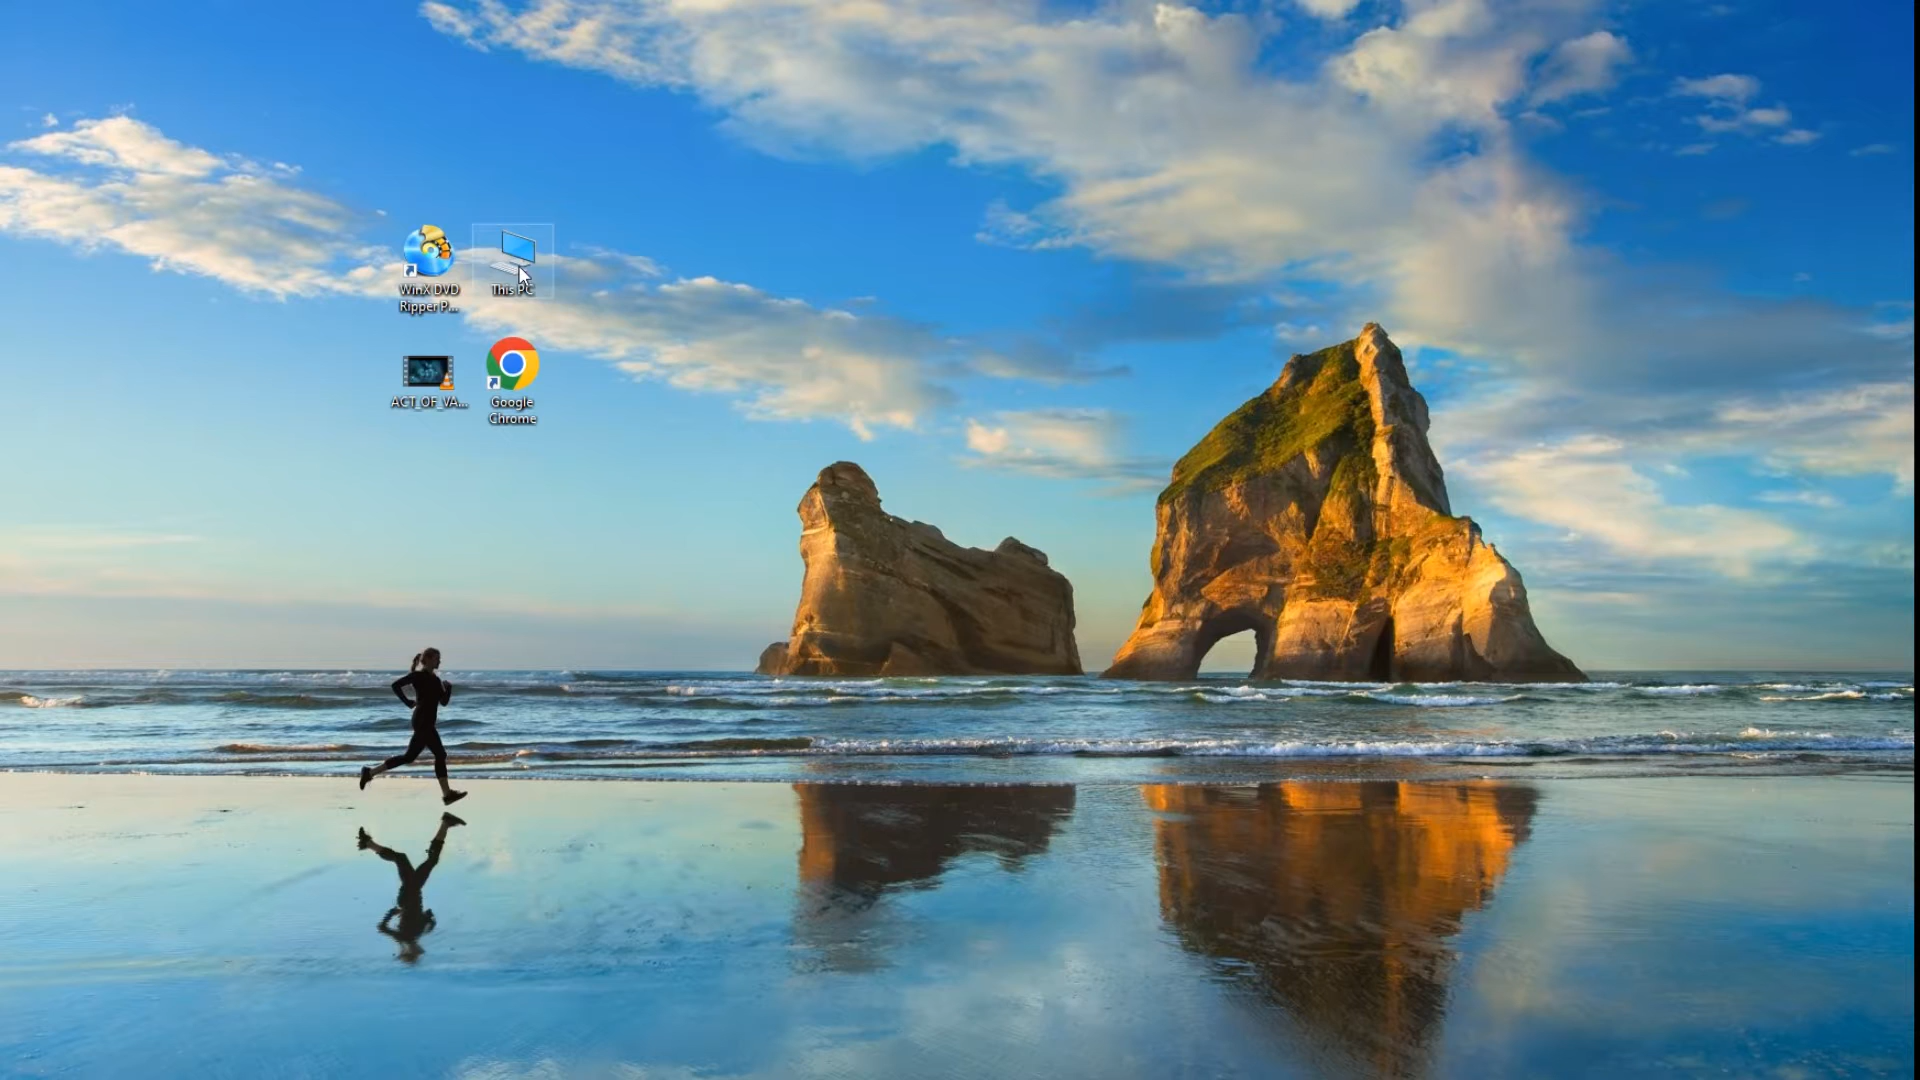 WinX DVD
Ripper P...
This PC
ACT_OF_VA...
Google
Chrome